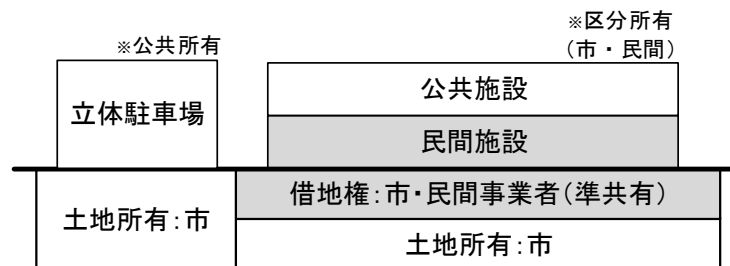 ※公共所有
※区分所有
(市・民間)
立体駐車場
公共施設
民間施設
借地権:市・民間事業者(準共有)
土地所有:市
土地所有:市